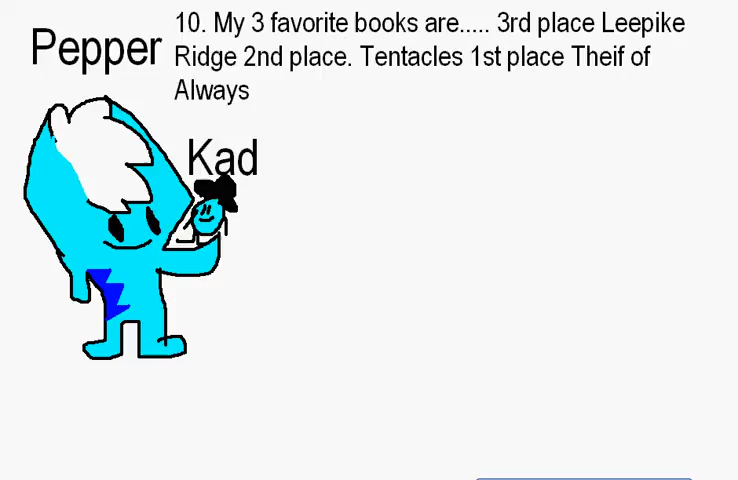 Pepper
10. My 3 favorite books are..... 3rd place Leepike
Ridge 2nd place. Tentacles 1st place Theif of
Always
Kad